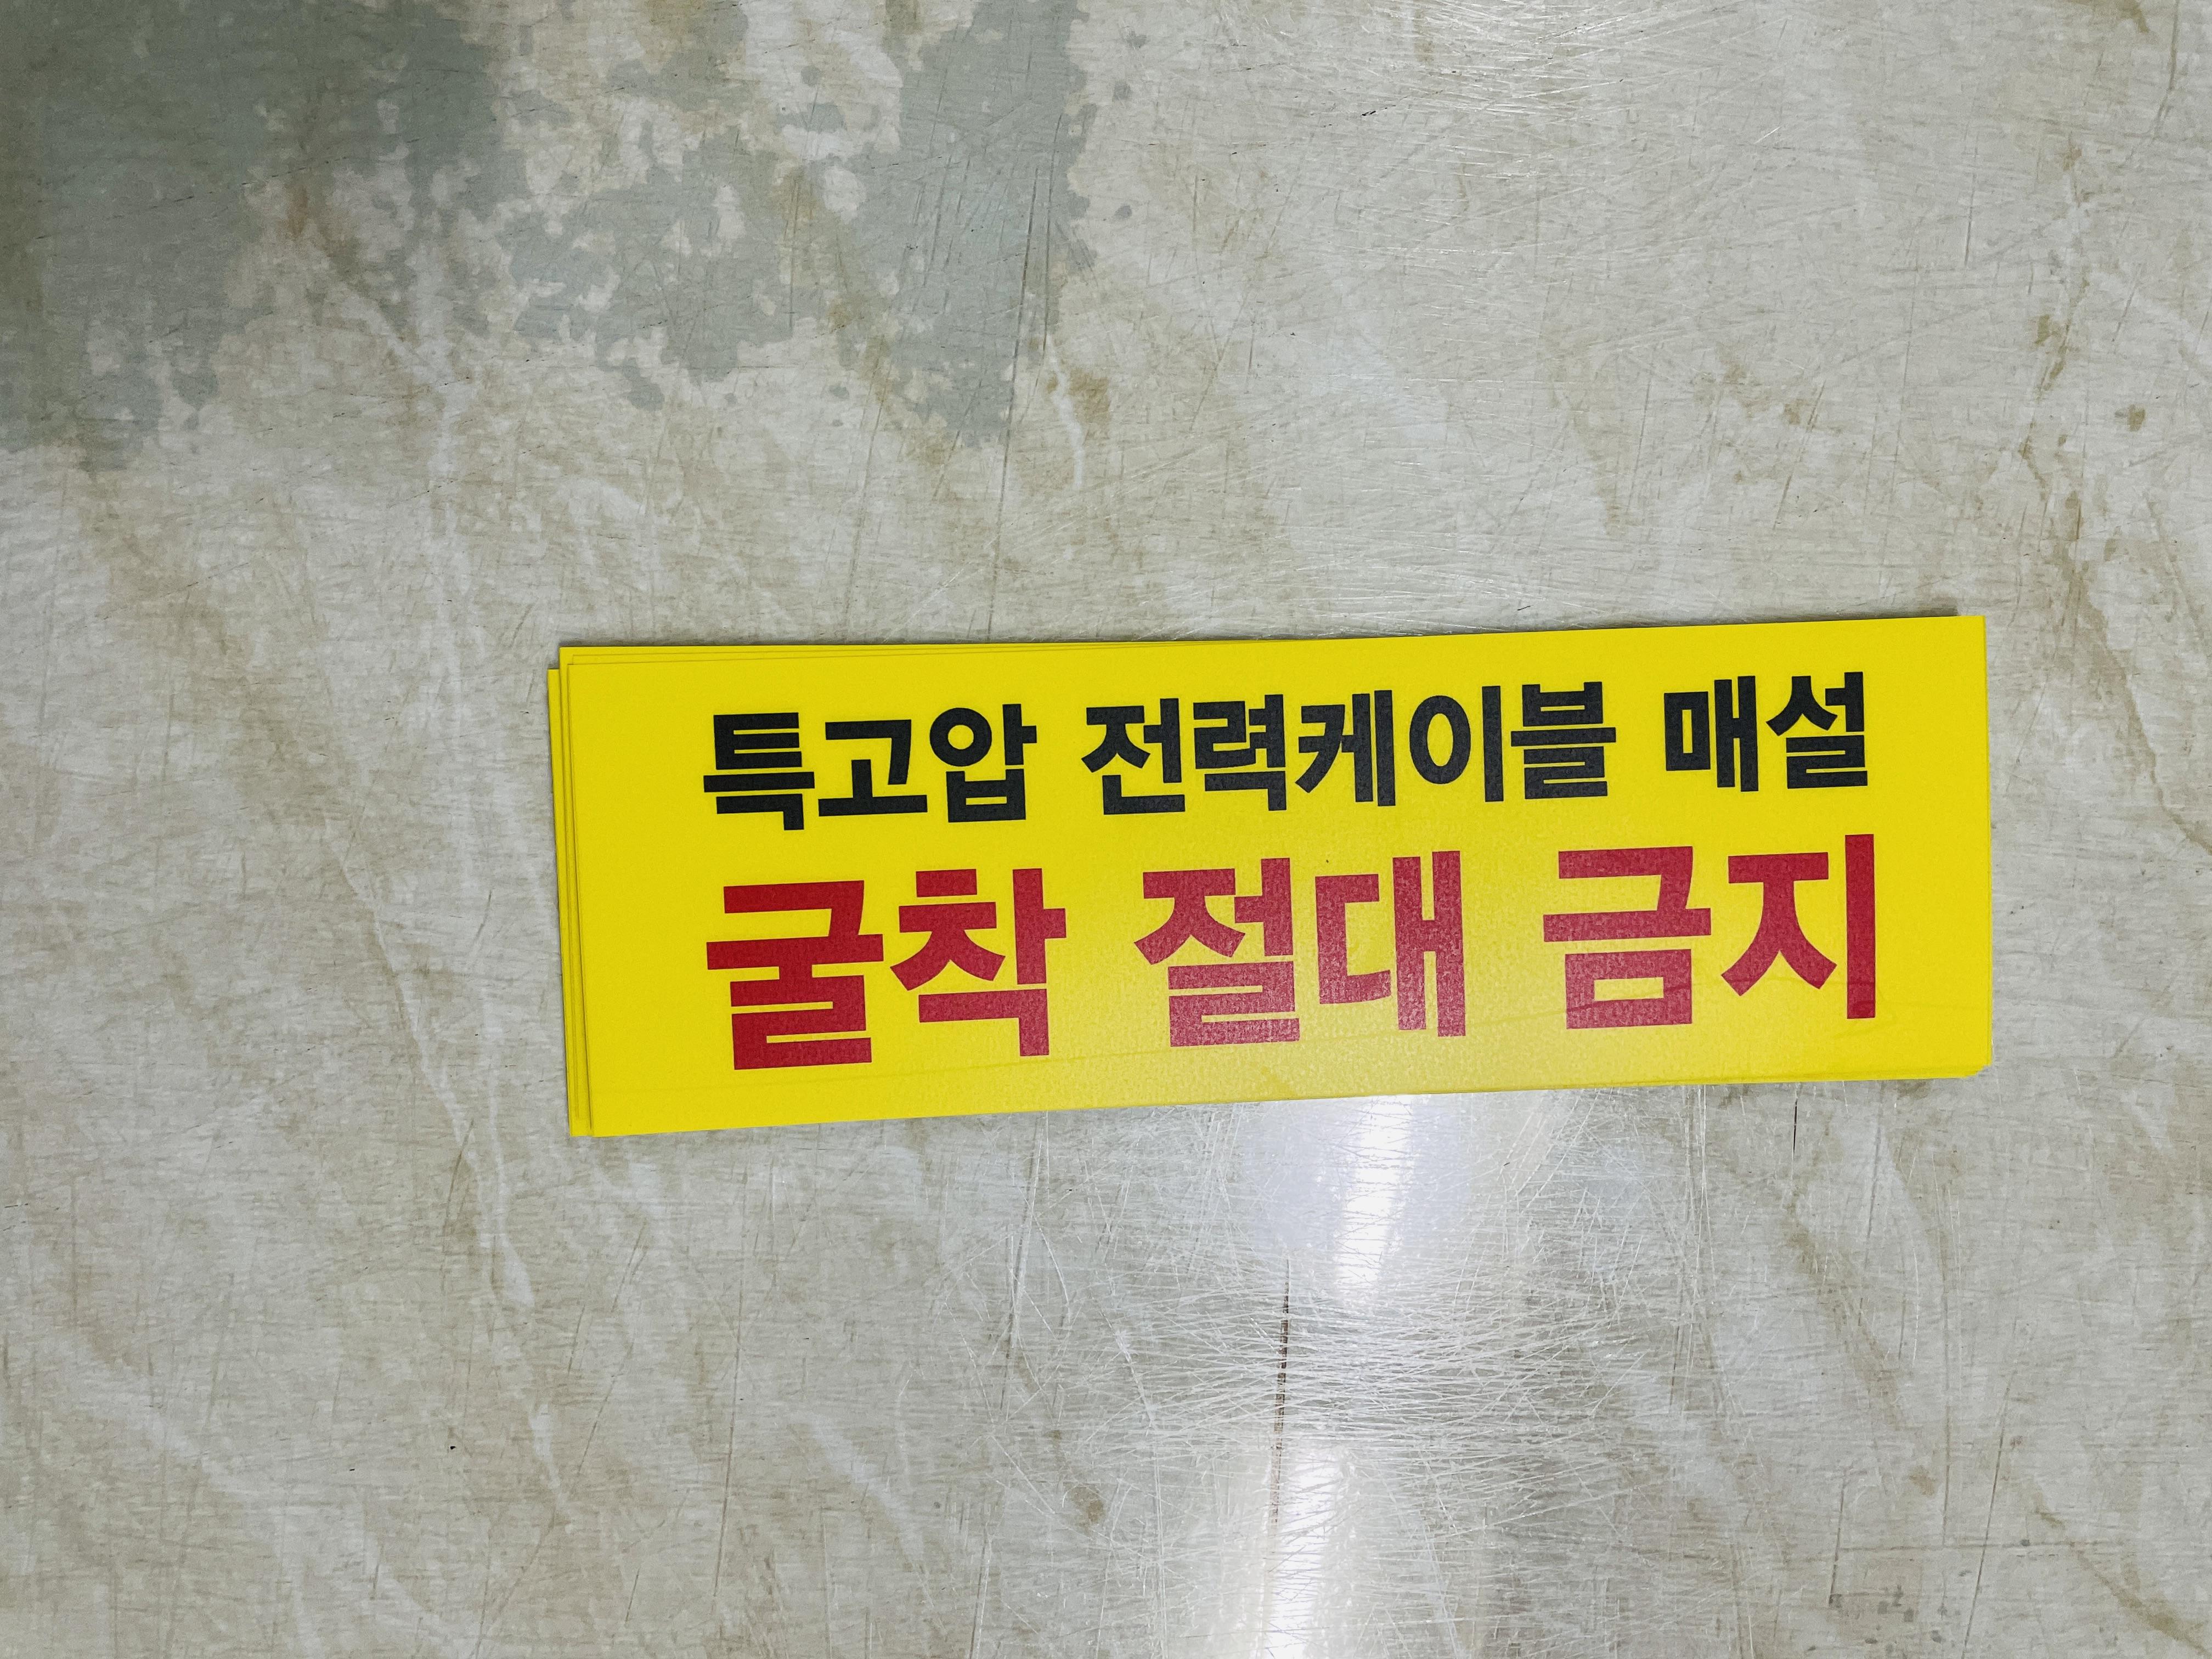 특고압 전력케이블 매설
굴착 절대 금지